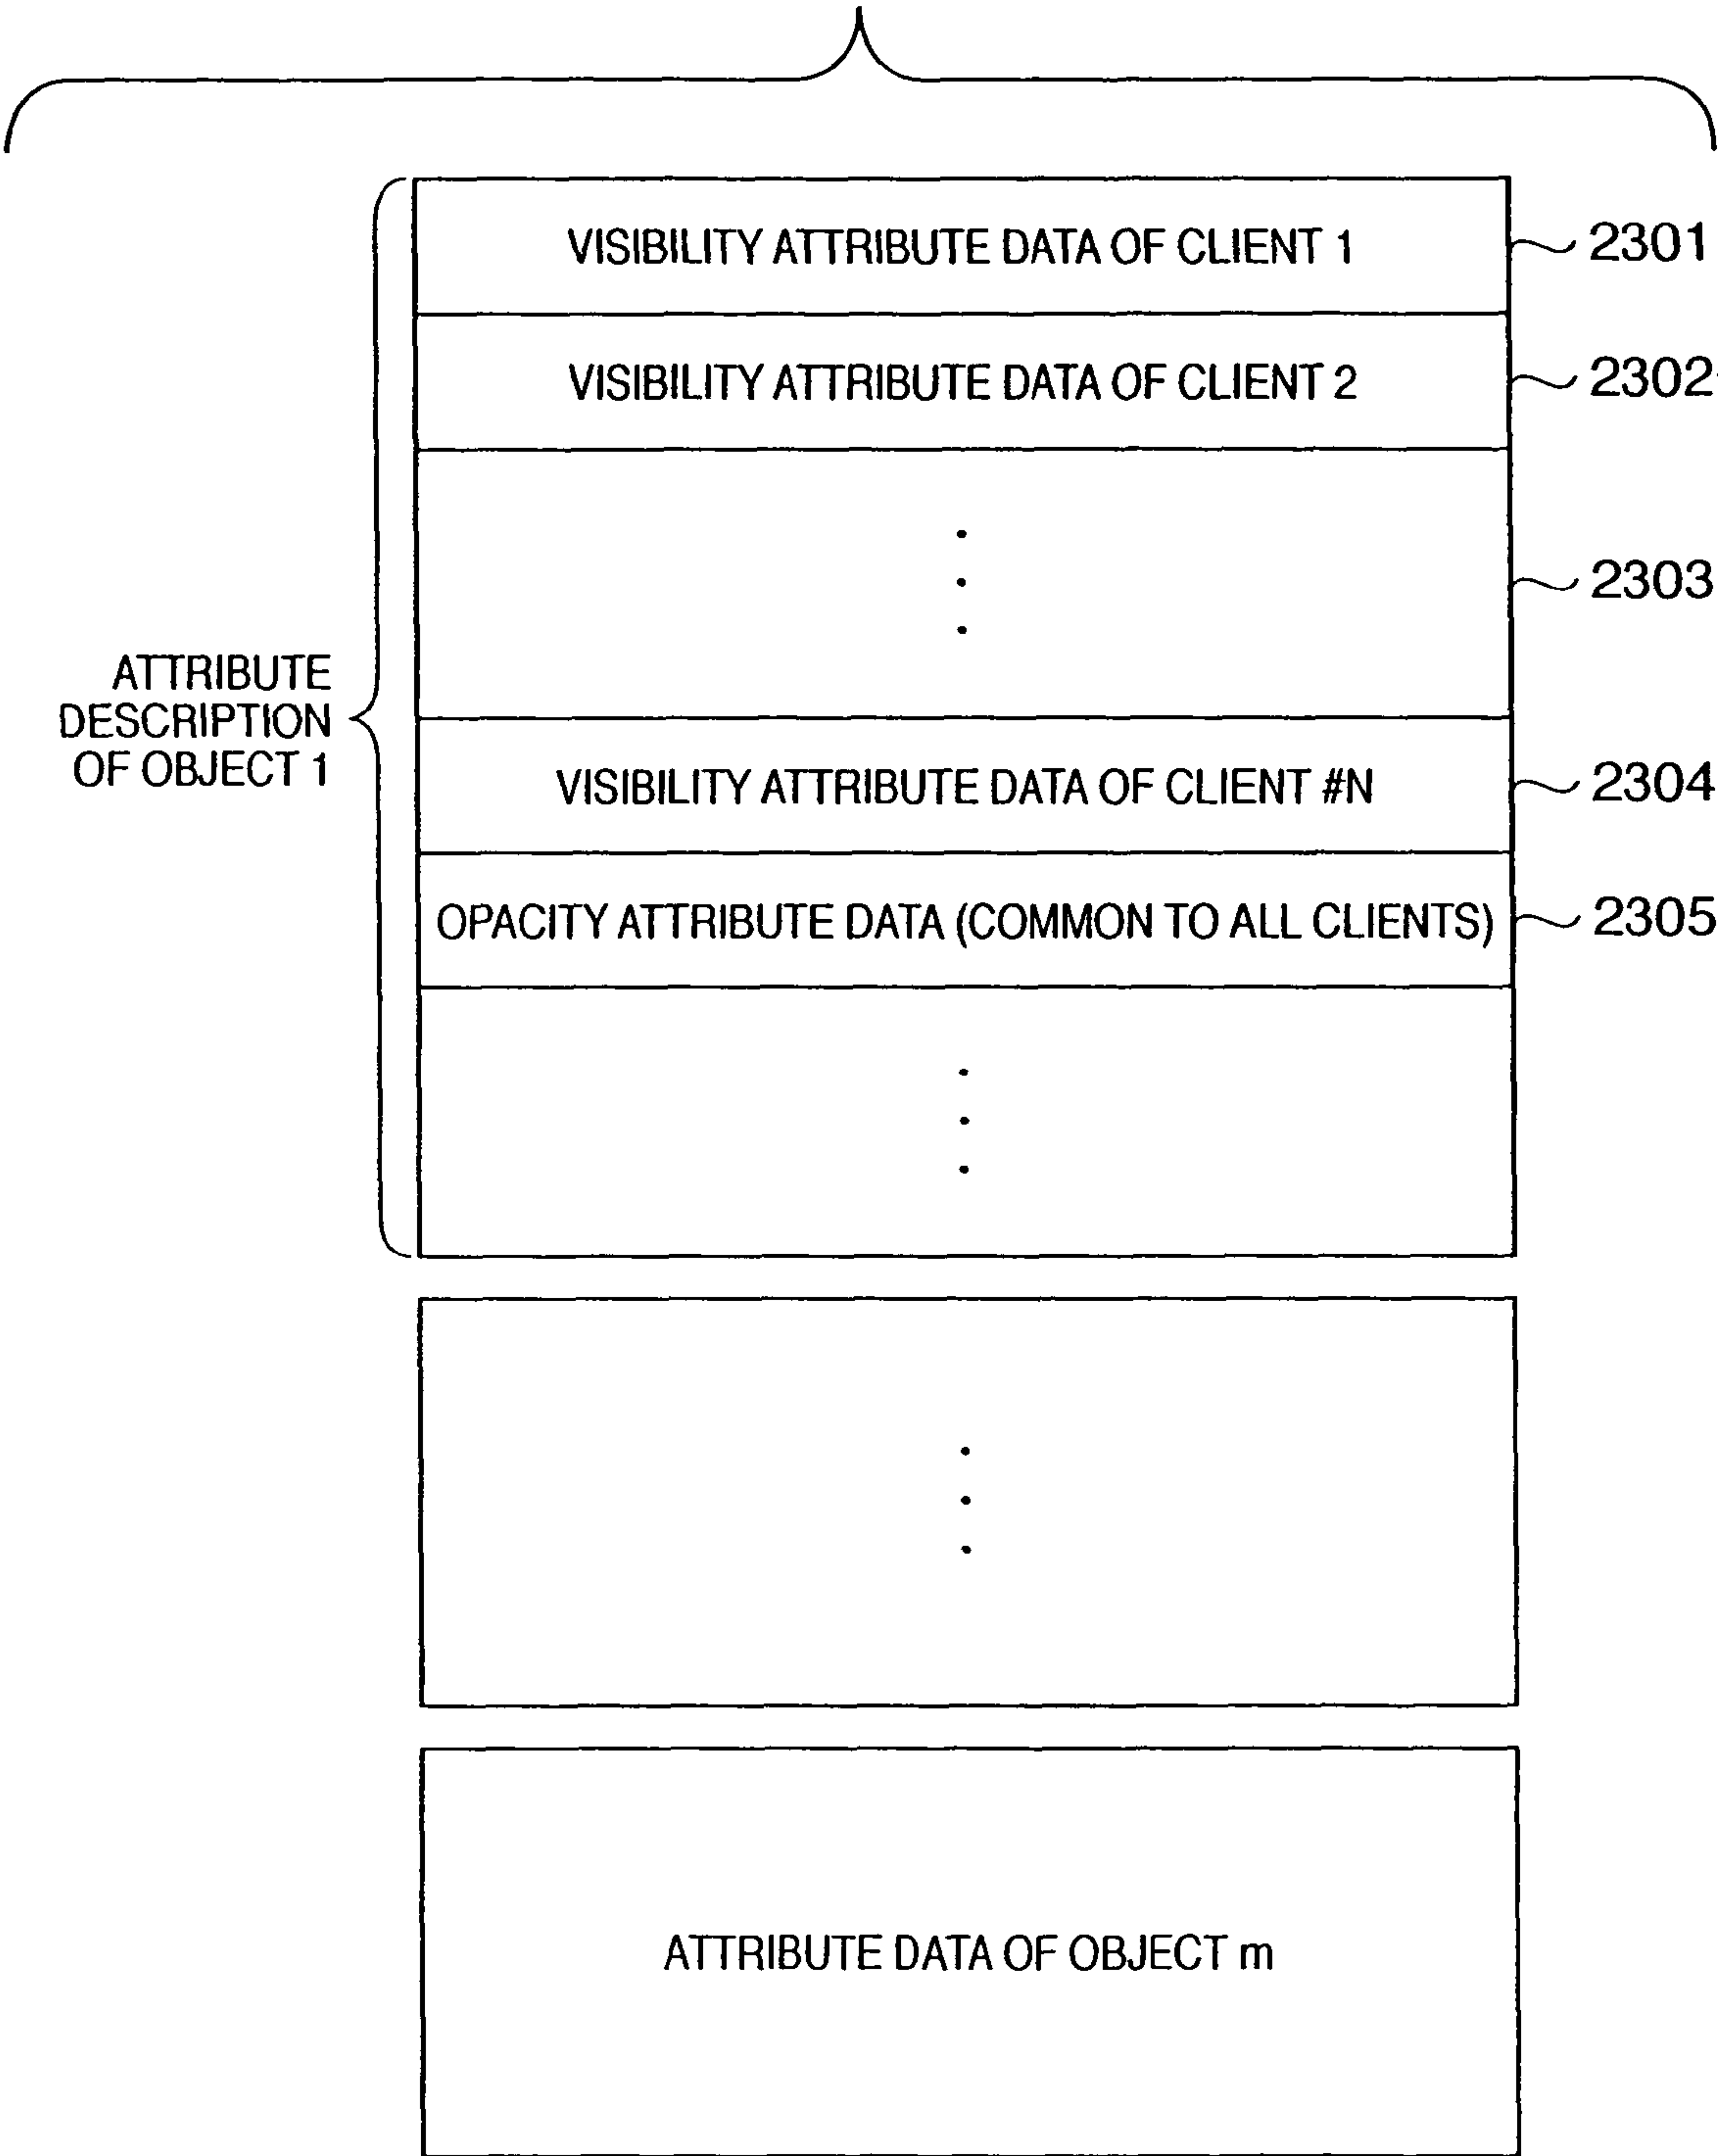 VISIBILITY ATTRIBUTE DATA OF CLIENT 1
2301
VISIBILITY ATTRIBUTE DATA OF CLIENT 2
2302
2303
ATTRIBUTE
DESCRIPTION
OF OBJECT 1
VISIBILITY ATTRIBUTE DATA OF CLIENT #N
2304
OPACITY ATTRIBUTE DATA (COMMON TO ALL CLIENTS)
2305
ATTRIBUTE DATA OF OBJECT m